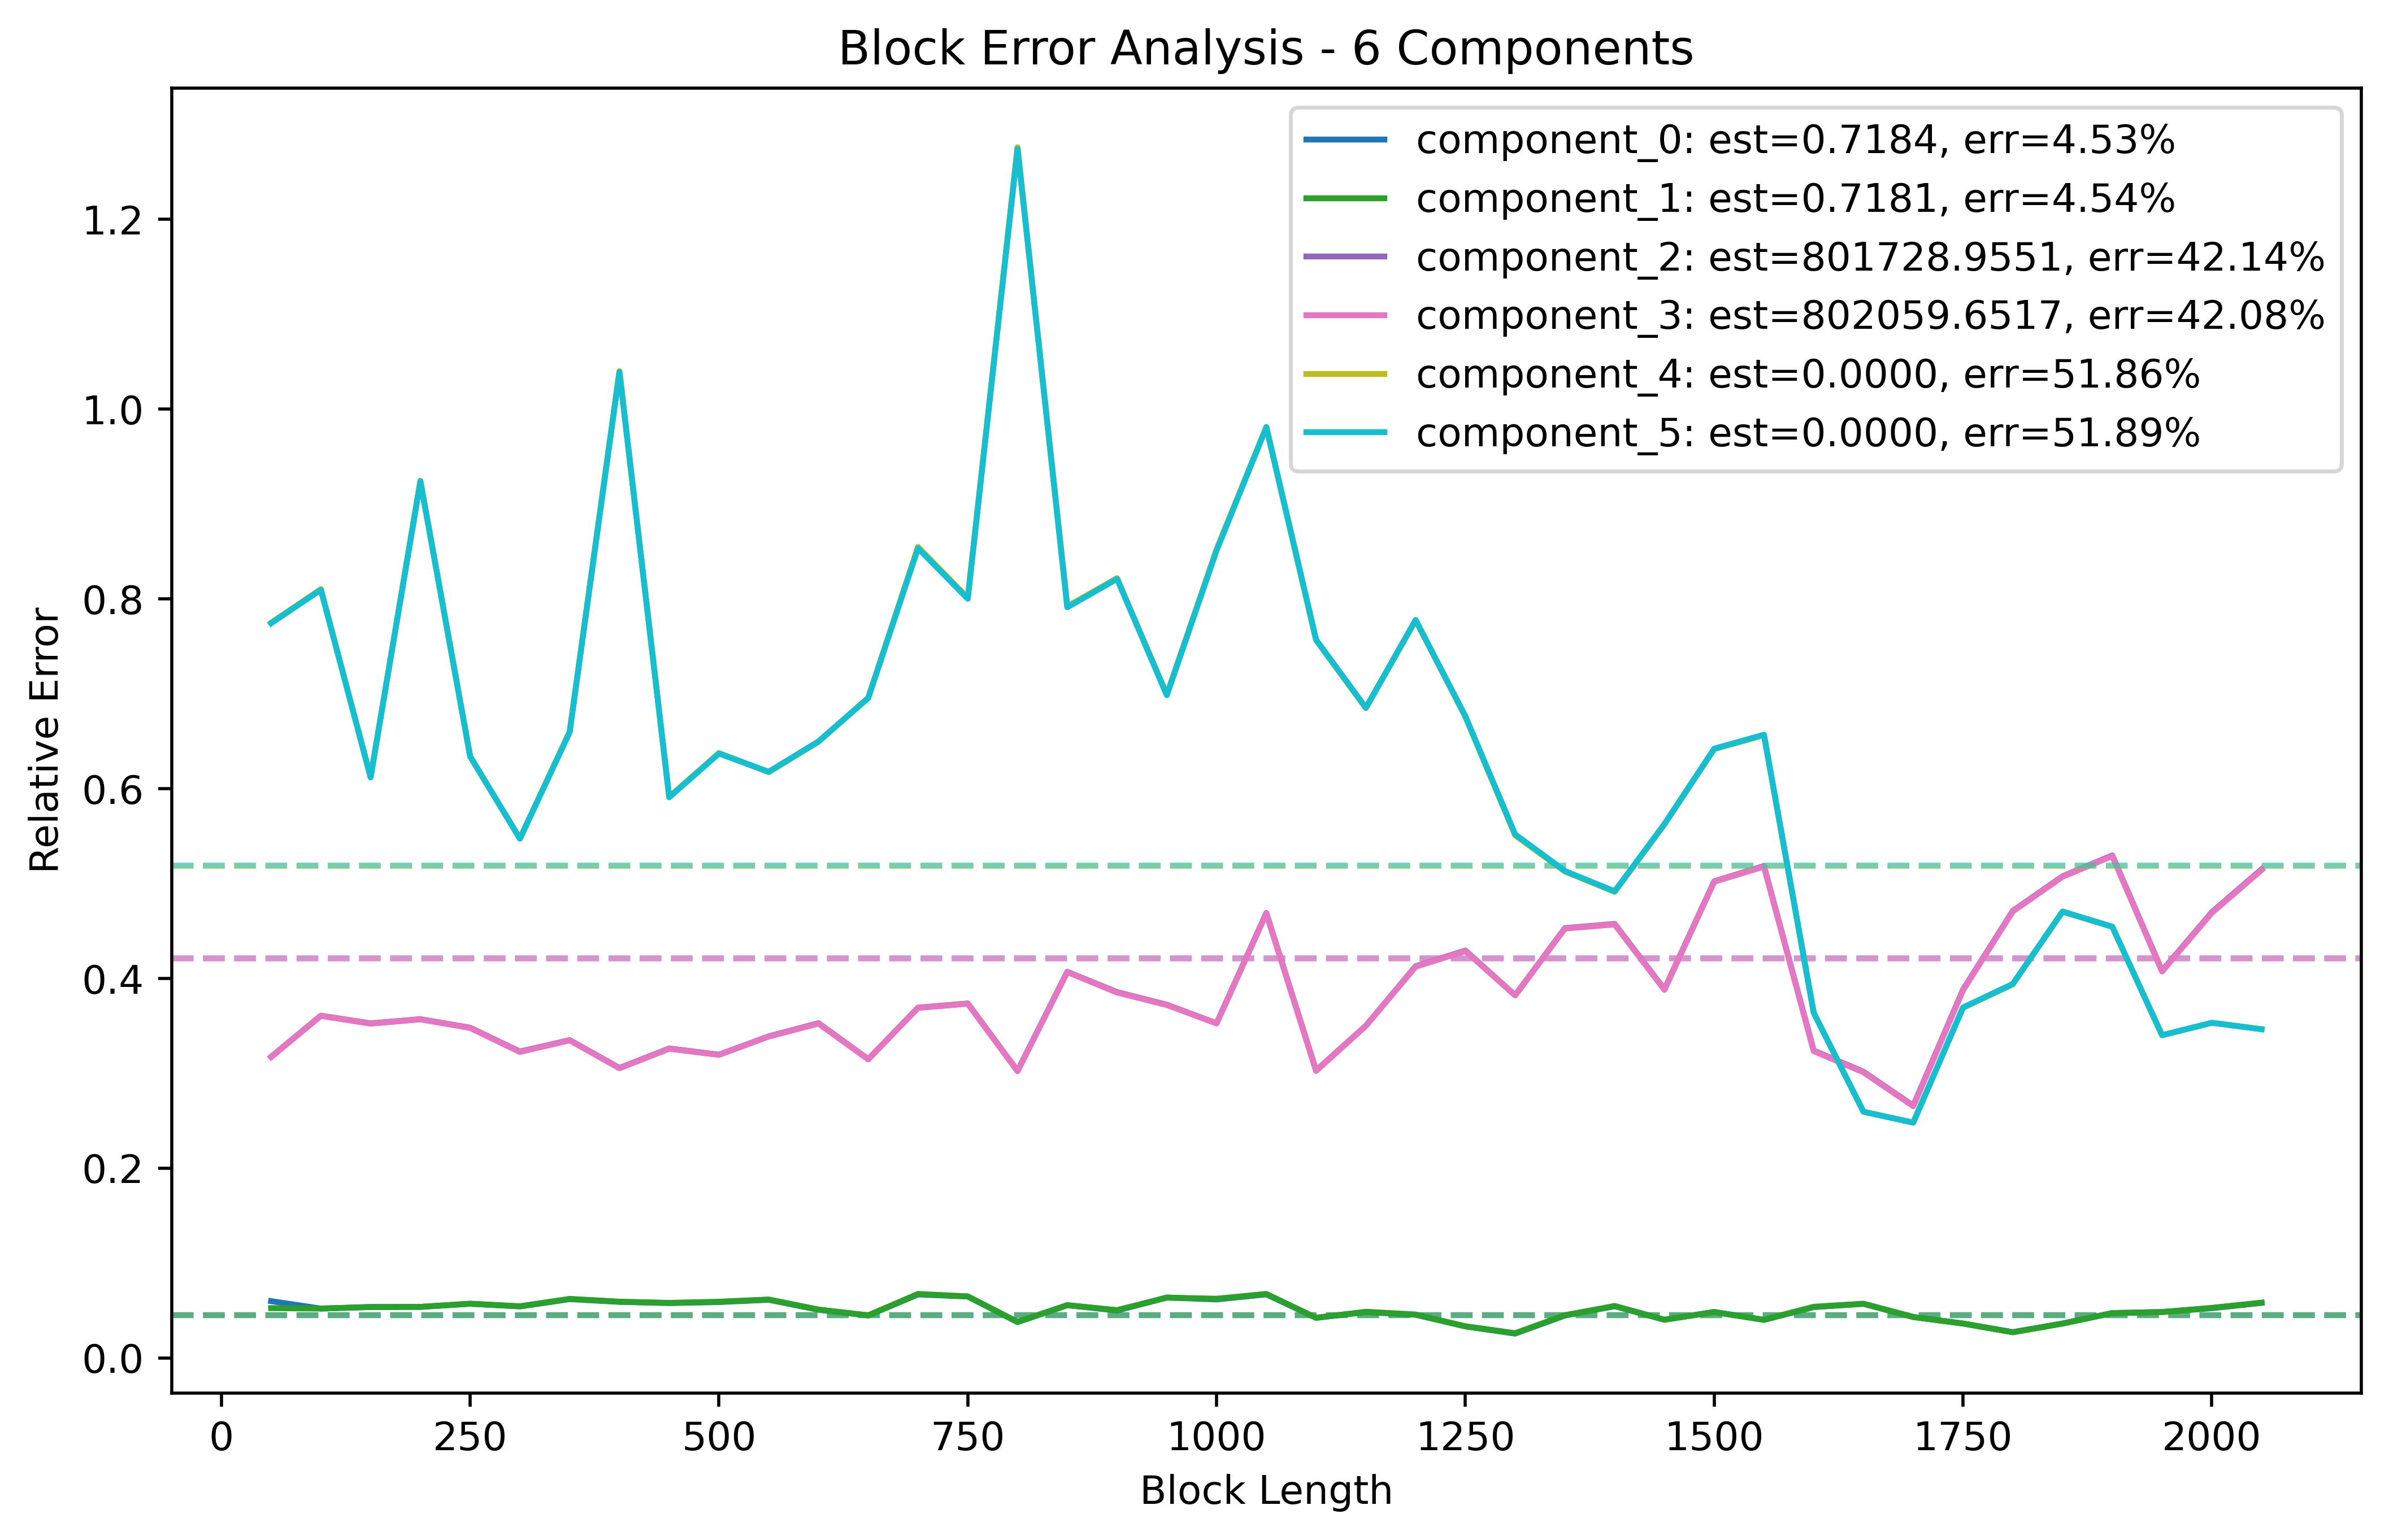 Block Error Analysis - 6 Components
component_0: est=0.7184, err=4.53%
component_1: est=0.7181, err=4.54%
component_2: est=801728.9551, err=42.14%
component_3: est=802059.6517, err=42.08%
component_4: est=0.0000, err=51.86%
component_5: est=0.0000, err=51.89%
Relative Error
1.2
1.0
0.8
0.6
0.4
0.2
0.0
0 250 500 750 1000 1250 1500 1750 2000
Block Length